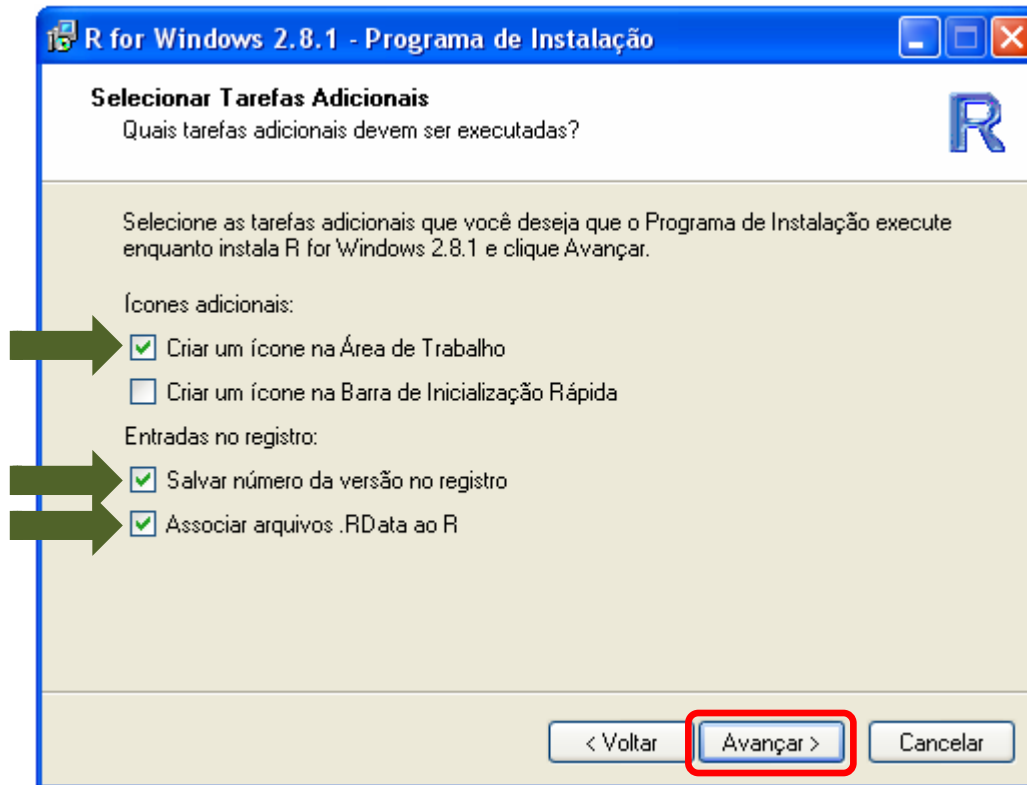 R for Windows 2.8.1 - Programa de Instalação
Selecionar Tarefas Adicionais
Quais tarefas adicionais devem ser executadas?
R
Selecione as tarefas adicionais que você deseja que o Programa de Instalação execute
enquanto instala R for Windows 2.8.1 e clique Avançar.
Ícones adicionais:
Criar um ícone na Área de Trabalho
Criar um ícone na Barra de Inicialização Rápida
Entradas no registro:
Salvar número da versão no registro
Associar arquivos .RData ao R
< Voltar
Avançar >
Cancelar